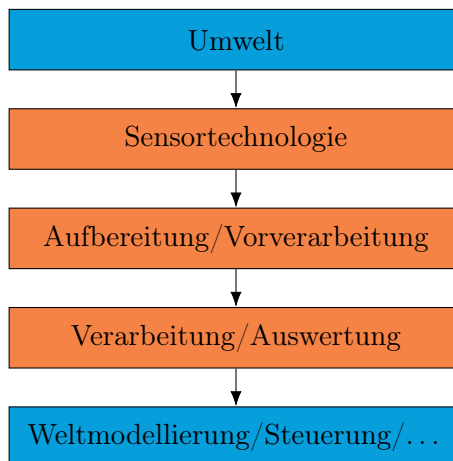 Umwelt
Sensortechnologie
Aufbereitung/Vorverarbeitung
Verarbeitung/Auswertung
Weltmodellierung/Steuerung/...